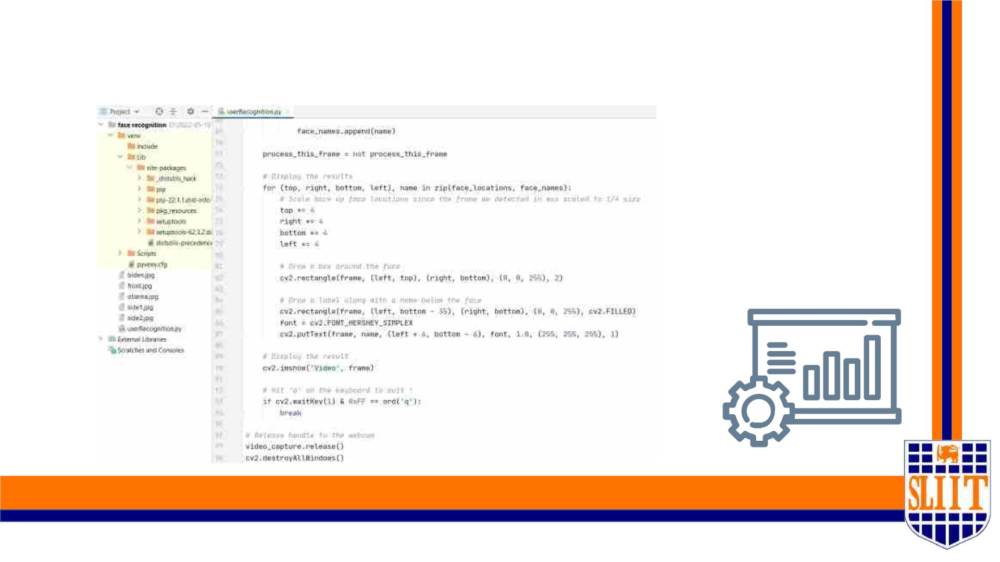 Project
userRecognition.py
face recognition
venv
include
Lib
site-packages
_distutils_hack
pip
pip-22.1.1.dist-info
pkg_resources
setuptools
setuptools-62.3.2.di
distutils-precedence
Scripts
pyvenv.cfg
biden.jpg
front.jpg
obama.jpg
side1.jpg
side2.jpg
userRecognition.py
External Libraries
Scratches and Consoles
face_names.append(name)
process_this_frame = not process_this_frame
# Display the results
for (top, right, bottom, left), name in zip(face_locations, face_names):
# Scale back up face locations since the frame we detected in was scaled to 1/4 size
top *= 4
right *= 4
bottom *= 4
left *= 4
# Draw a box around the face
cv2.rectangle(frame, (left, top), (right, bottom), (0, 0, 255), 2)
# Draw a label along with a name below the face
cv2.rectangle(frame, (left, bottom - 35), (right, bottom), (0, 0, 255), cv2.FILLED)
font = cv2.FONT_HERSHEY_SIMPLEX
cv2.putText(frame, name, (left + 6, bottom - 6), font, 1.0, (255, 255, 255), 1)
# Display the result
cv2.imshow('Video', frame)
# Hit 'q' on the keyboard to quit !
if cv2.waitKey(1) & 0xFF == ord('q'):
break
# Release handle to the webcam
video_capture.release()
cv2.destroyAllWindows()
SLIIT